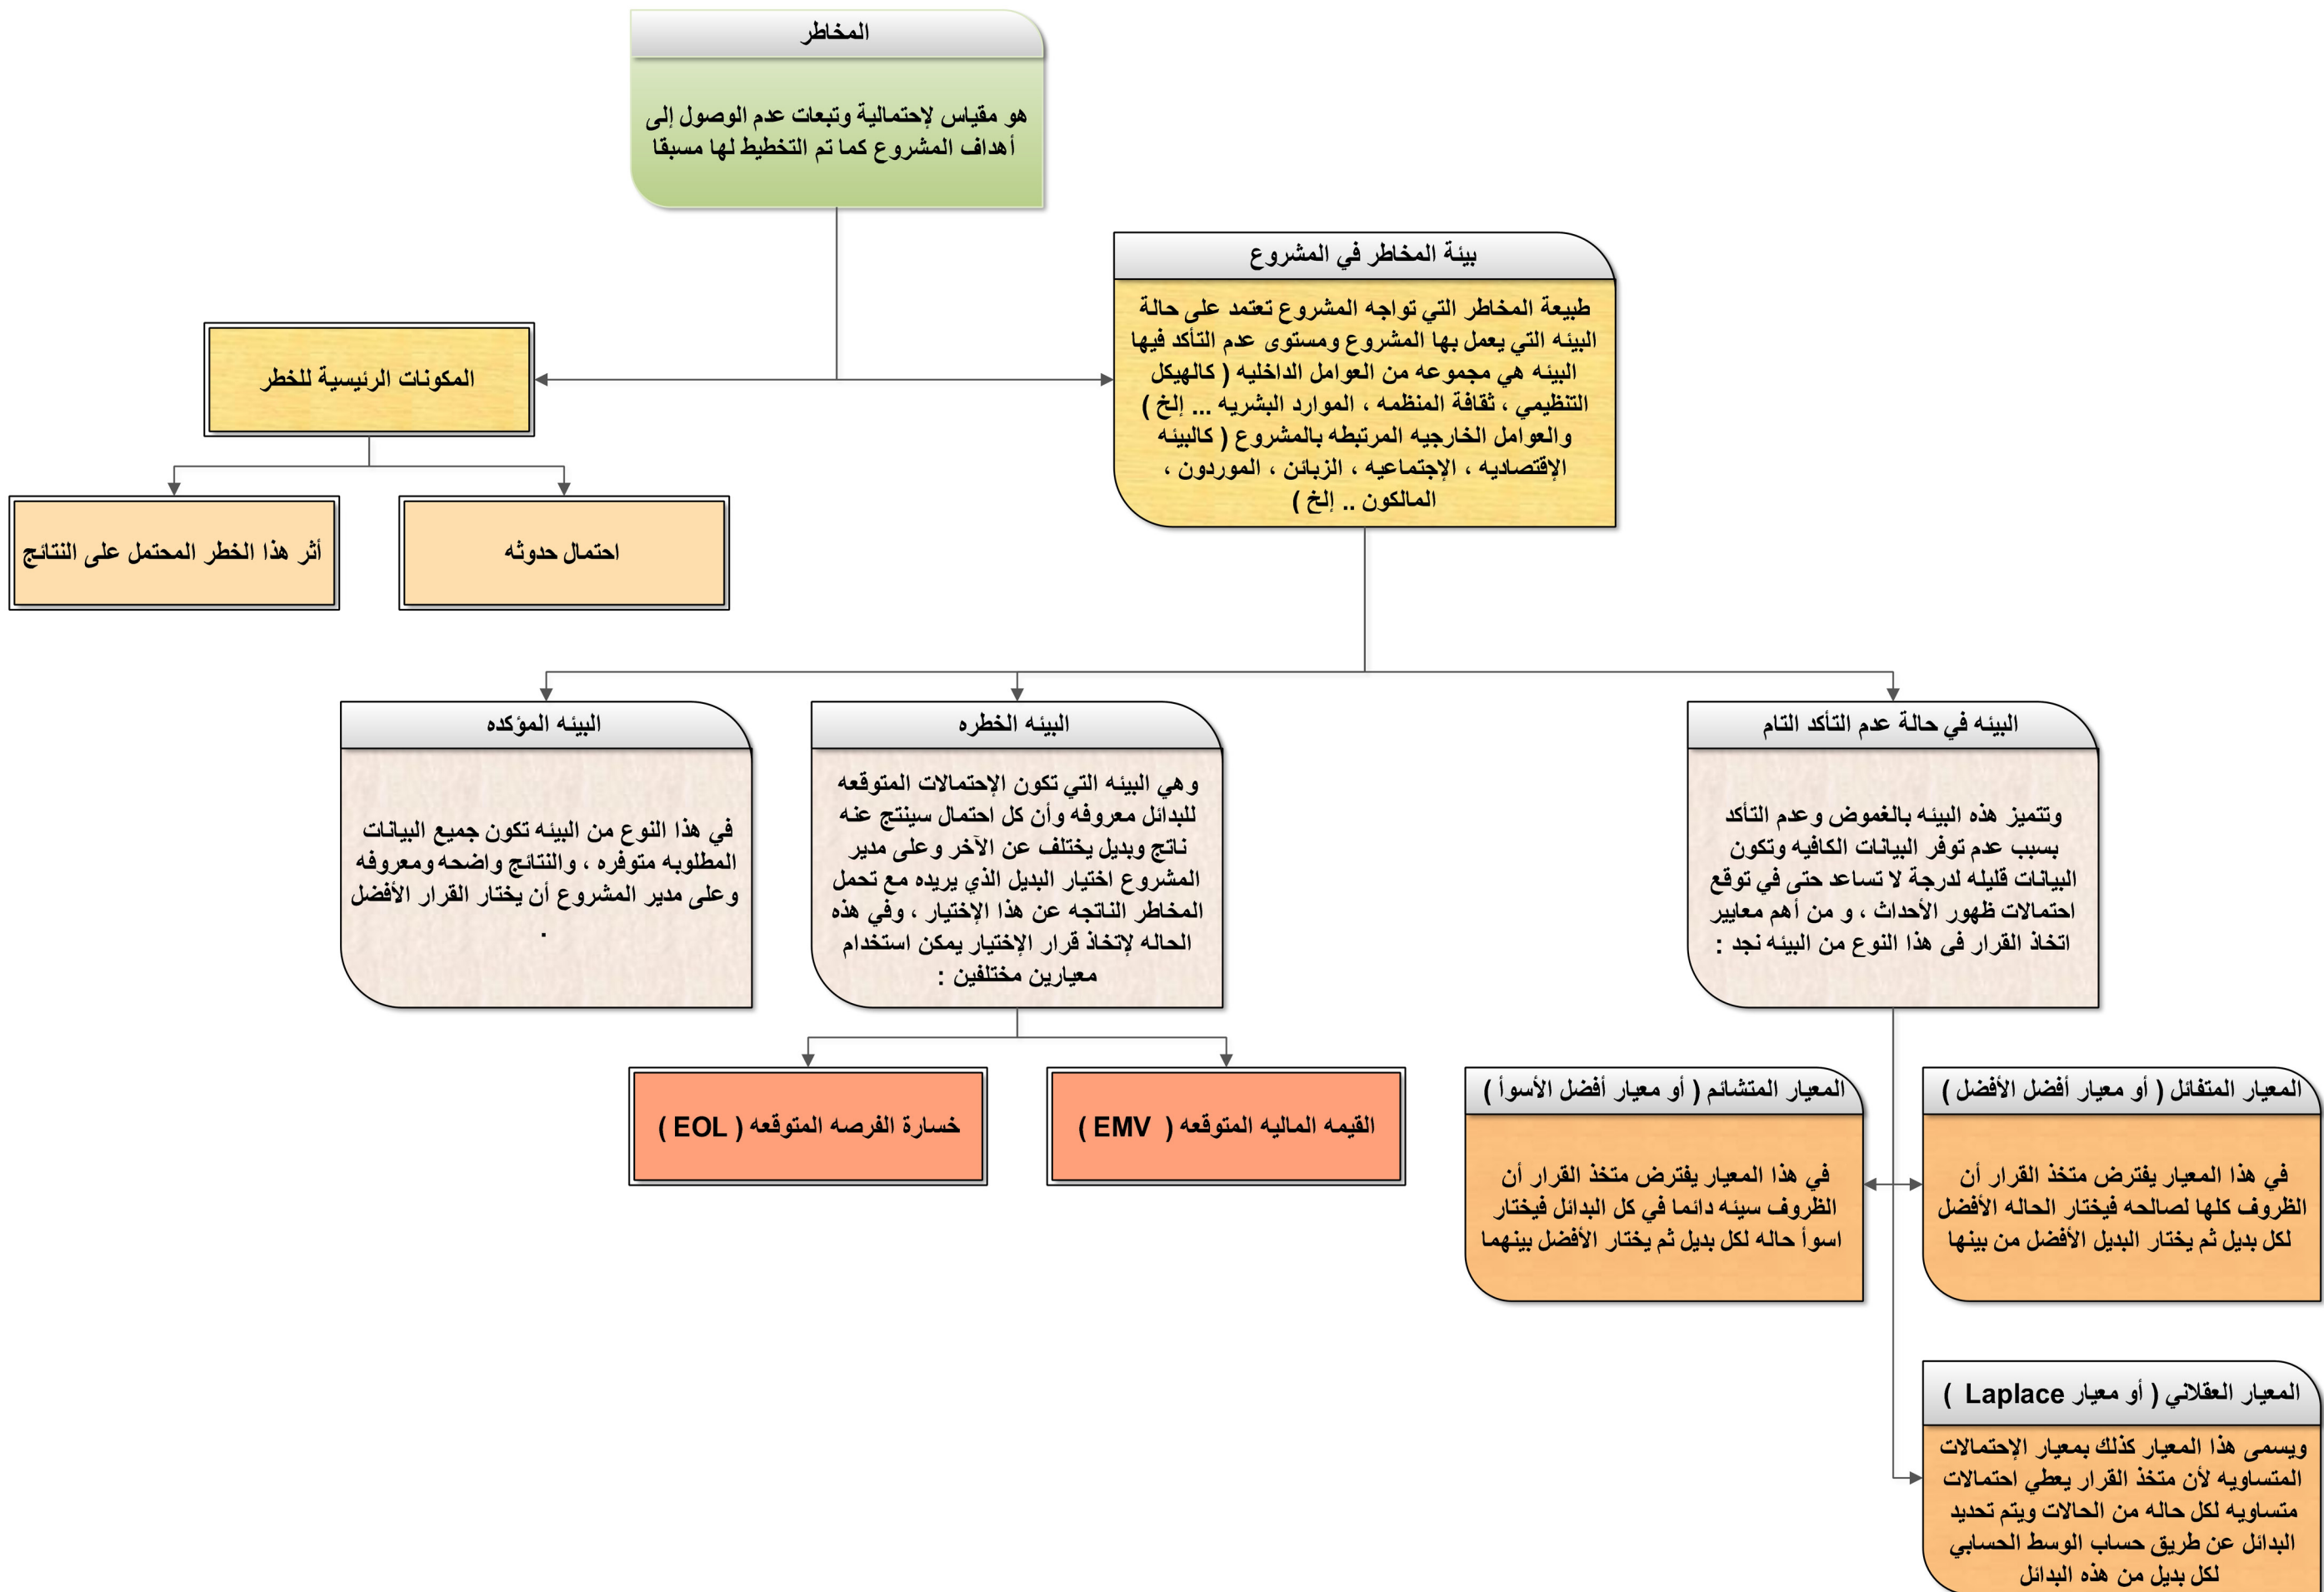 المخاطر
هو مقياس لإحتمالية وتبعات عدم الوصول إلى
أهداف المشروع كما تم التخطيط لها مسبقا
بيئة المخاطر في المشروع
طبيعة المخاطر التي تواجه المشروع تعتمد على حالة
البيئه التي يعمل بها المشروع ومستوى عدم التأكد فيها
البيئه هي مجموعه من العوامل الداخليه ( كالهيكل
التنظيمي ، ثقافة المنظمه ، الموارد البشريه ... إلخ )
والعوامل الخارجيه المرتبطه بالمشروع ( كالبيئه
الإقتصاديه ، الإجتماعيه ، الزبائن ، الموردون ،
المالكون .. إلخ )
المكونات الرئيسية للخطر
احتمال حدوثه
أثر هذا الخطر المحتمل على النتائج
البيئه في حالة عدم التأكد التام
وتتميز هذه البيئه بالغموض وعدم التأكد
بسبب عدم توفر البيانات الكافيه وتكون
البيانات قليله لدرجة لا تساعد حتى في توقع
احتمالات ظهور الأحداث ، و من أهم معايير
اتخاذ القرار في هذا النوع من البيئه نجد :
البيئه الخطره
وهي البيئه التي تكون الإحتمالات المتوقعه
للبدائل معروفه وأن كل احتمال سينتج عنه
ناتج وبديل يختلف عن الآخر وعلى مدير
المشروع اختيار البديل الذي يريده مع تحمل
المخاطر الناتجه عن هذا الإختيار ، وفي هذه
الحاله لإتخاذ قرار الإختيار يمكن استخدام
معيارين مختلفين :
البيئه المؤكده
في هذا النوع من البيئه تكون جميع البيانات
المطلوبه متوفره ، والنتائج واضحه ومعروفه
وعلى مدير المشروع أن يختار القرار الأفضل
.
المعيار المتفائل ( أو معيار أفضل الأفضل )
في هذا المعيار يفترض متخذ القرار أن
الظروف كلها لصالحه فيختار الحاله الأفضل
لكل بديل ثم يختار البديل الأفضل من بينها
المعيار المتشائم ( أو معيار أفضل الأسوأ )
في هذا المعيار يفترض متخذ القرار أن
الظروف سيئه دائما في كل البدائل فيختار
اسوأ حاله لكل بديل ثم يختار الأفضل بينهما
القيمه الماليه المتوقعه ( EMV )
خسارة الفرصه المتوقعه ( EOL )
المعيار العقلاني ( أو معيار Laplace )
ويسمى هذا المعيار كذلك بمعيار الإحتمالات
المتساويه لأن متخذ القرار يعطي احتمالات
متساويه لكل حاله من الحالات ويتم تحديد
البدائل عن طريق حساب الوسط الحسابي
لكل بديل من هذه البدائل